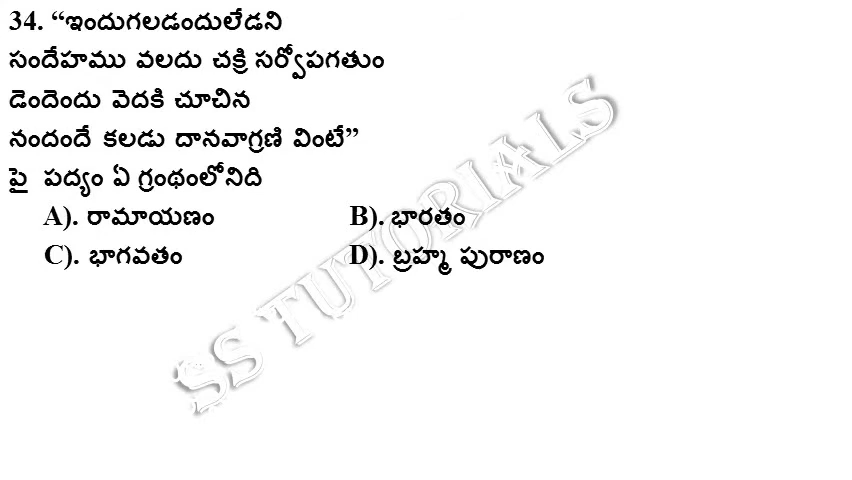 34. “ఇందుగలడందులేడని
సందేహము వలదు చక్రి సర్వోపగతుం
డెందెందు వెదకి చూచిన
నందందే కలడు దానవాగ్రణి వింటే”
పై పద్యం ఏ గ్రంథంలోనిది
A). రామాయణం B). భారతం
C). భాగవతం D). బ్రహ్మ పురాణం
SS TUTORIALS